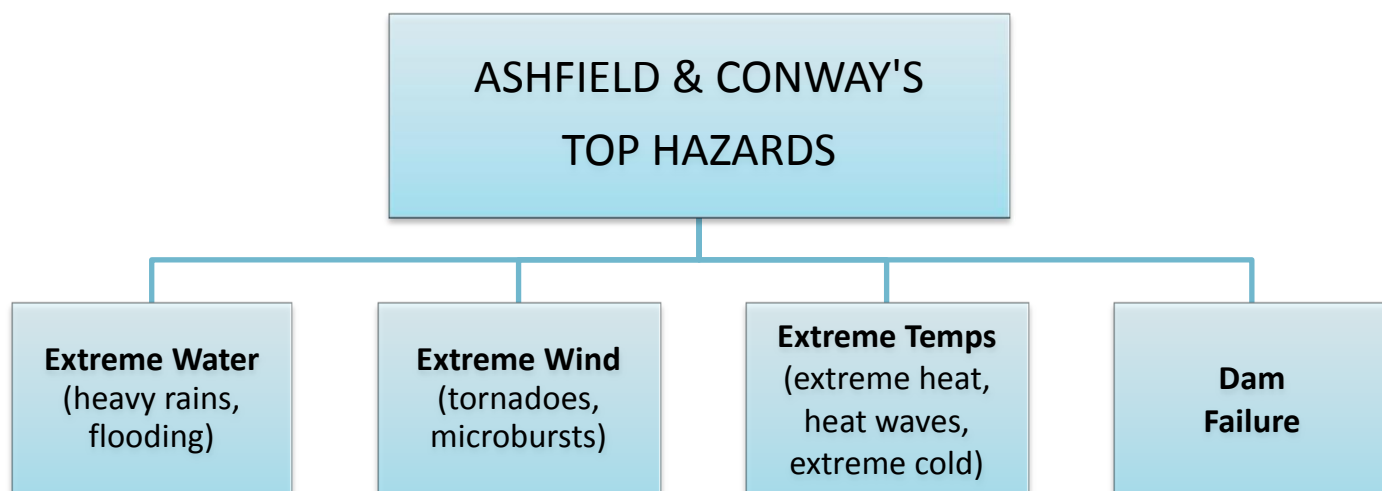 ASHFIELD & CONWAY'S
TOP HAZARDS
Extreme Water
(heavy rains,
flooding)
Extreme Wind
(tornadoes,
microbursts)
Extreme Temps
(extreme heat,
heat waves,
extreme cold)
Dam
Failure